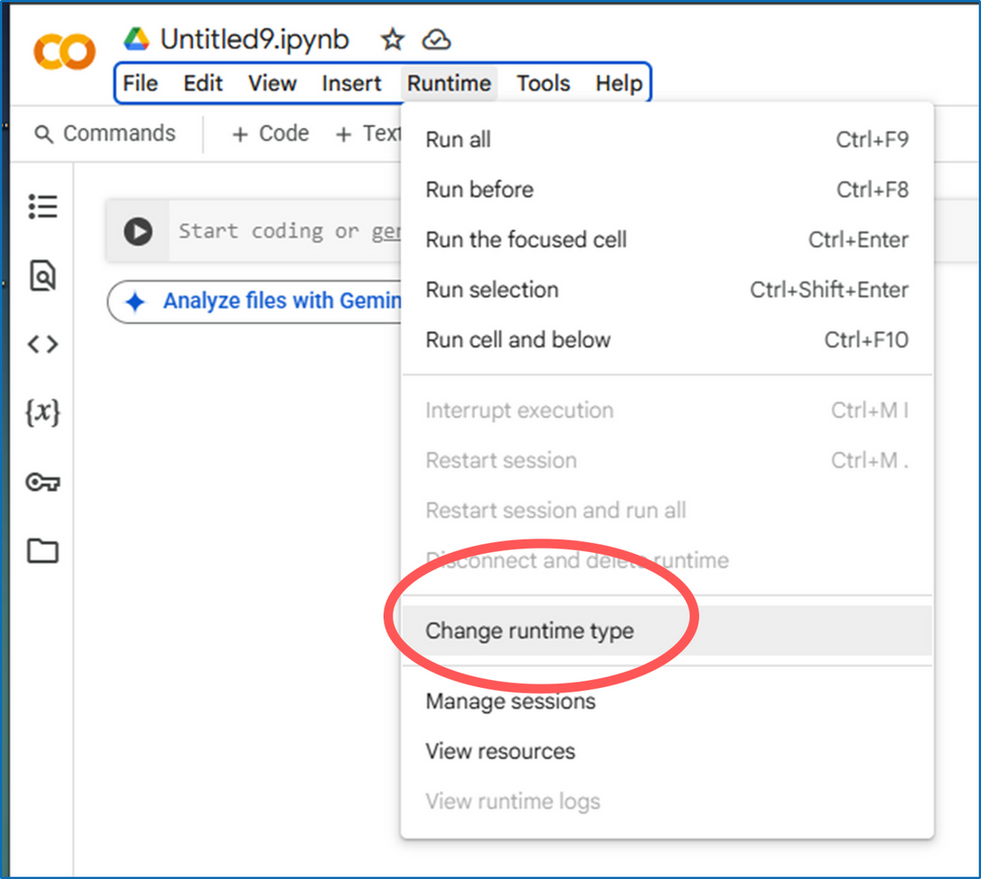 Untitled9.ipynb
File Edit View Insert Runtime Tools Help
Commands + Code + Text
Run all Ctrl+F9
Run before Ctrl+F8
Start coding or gen
Run the focused cell Ctrl+Enter
Run selection Ctrl+Shift+Enter
Analyze files with Gemin
Run cell and below Ctrl+F10
Interrupt execution Ctrl+M I
{x}
Restart session Ctrl+M .
Restart session and run all
Disconnect and delete runtime
Change runtime type
Manage sessions
View resources
View runtime logs